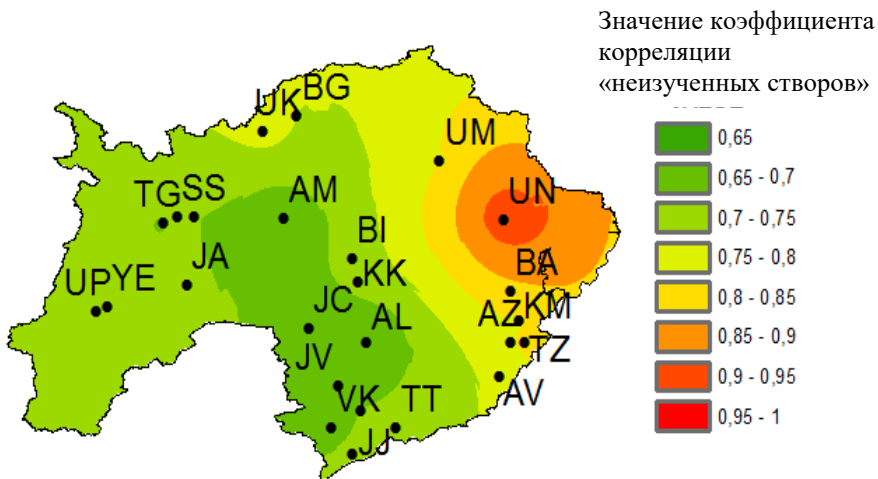 Значение коэффициента
корреляции
«неизученных створов»
0,65
0,65 - 0,7
0,7 - 0,75
0,75 - 0,8
0,8 - 0,85
0,85 - 0,9
0,9 - 0,95
0,95 - 1
BG
UK
UM
TG SS
AM
UN
BI
JA
KK
BA
UP YE
JC
AL
AZ KM
JV
TZ
AV
VK
TT
JJ